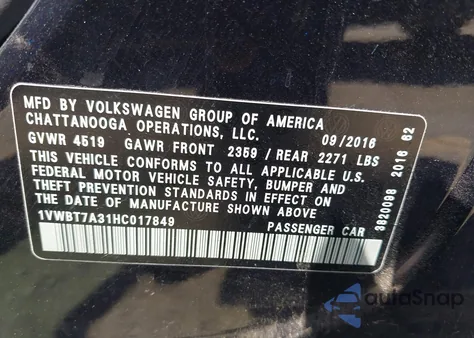 MFD BY VOLKSWAGEN GROUP OF AMERICA
CHATTANOOGA OPERATIONS, LLC. 09/2016
GVWR 4519 GAWR FRONT 2359 / REAR 2271 LBS
THIS VEHICLE CONFORMS TO ALL APPLICABLE U.S.
FEDERAL MOTOR VEHICLE SAFETY, BUMPER AND
THEFT PREVENTION STANDARDS IN EFFECT ON
THE DATE OF MANUFACTURE SHOWN ABOVE.
1VWBT7A31HC017849 PASSENGER CAR
3820098 2016 62
autoSnap